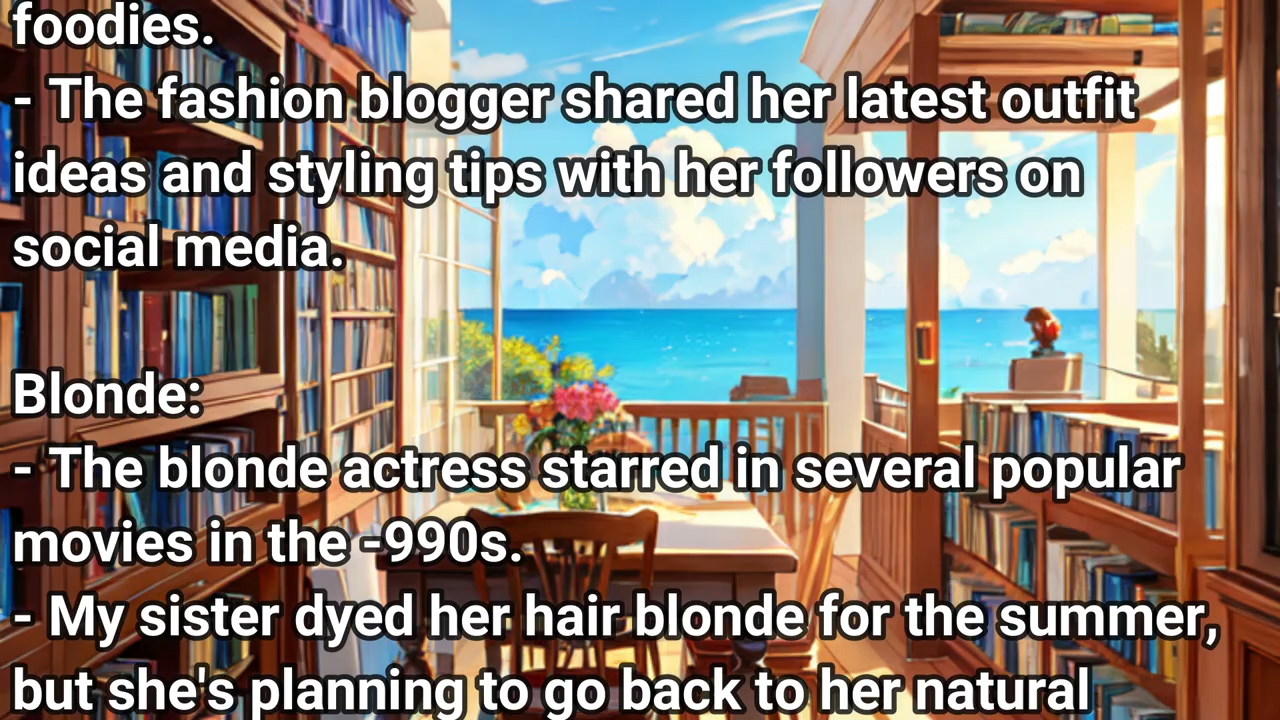 foodies.
- The fashion blogger shared her latest outfit
ideas and styling tips with her followers on
social media.
Blonde:
- The blonde actress starred in several popular
movies in the -990s.
- My sister dyed her hair blonde for the summer,
but she's planning to go back to her natural